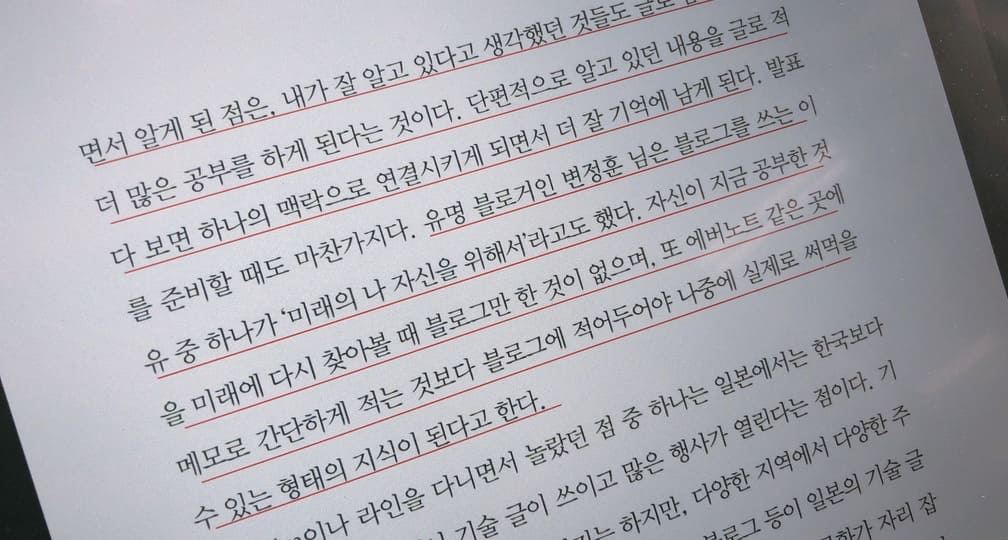 면서 알게 된 점은, 내가 잘 알고 있다고 생각했던 것들도 글로
더 많은 공부를 하게 된다는 것이다. 단편적으로 알고 있던 내용을 글로 적
다 보면 하나의 맥락으로 연결시키게 되면서 더 잘 기억에 남게 된다. 발표
를 준비할 때도 마찬가지다. 유명 블로거인 변정훈 님은 블로그를 쓰는 이
유 중 하나가 ‘미래의 나 자신을 위해서’라고도 했다. 자신이 지금 공부한 것
을 미래에 다시 찾아볼 때 블로그만 한 것이 없으며, 또 에버노트 같은 곳에
메모로 간단하게 적는 것보다 블로그에 적어두어야 나중에 실제로 써먹을
수 있는 형태의 지식이 된다고 한다.
이나 라인을 다니면서 놀랐던 점 중 하나는 일본에서는 한국보다
기술 글이 쓰이고 많은 행사가 열린다는 점이다. 기
하지만, 다양한 지역에서 다양한 주
블로그 등이 일본의 기술 글
자리 잡